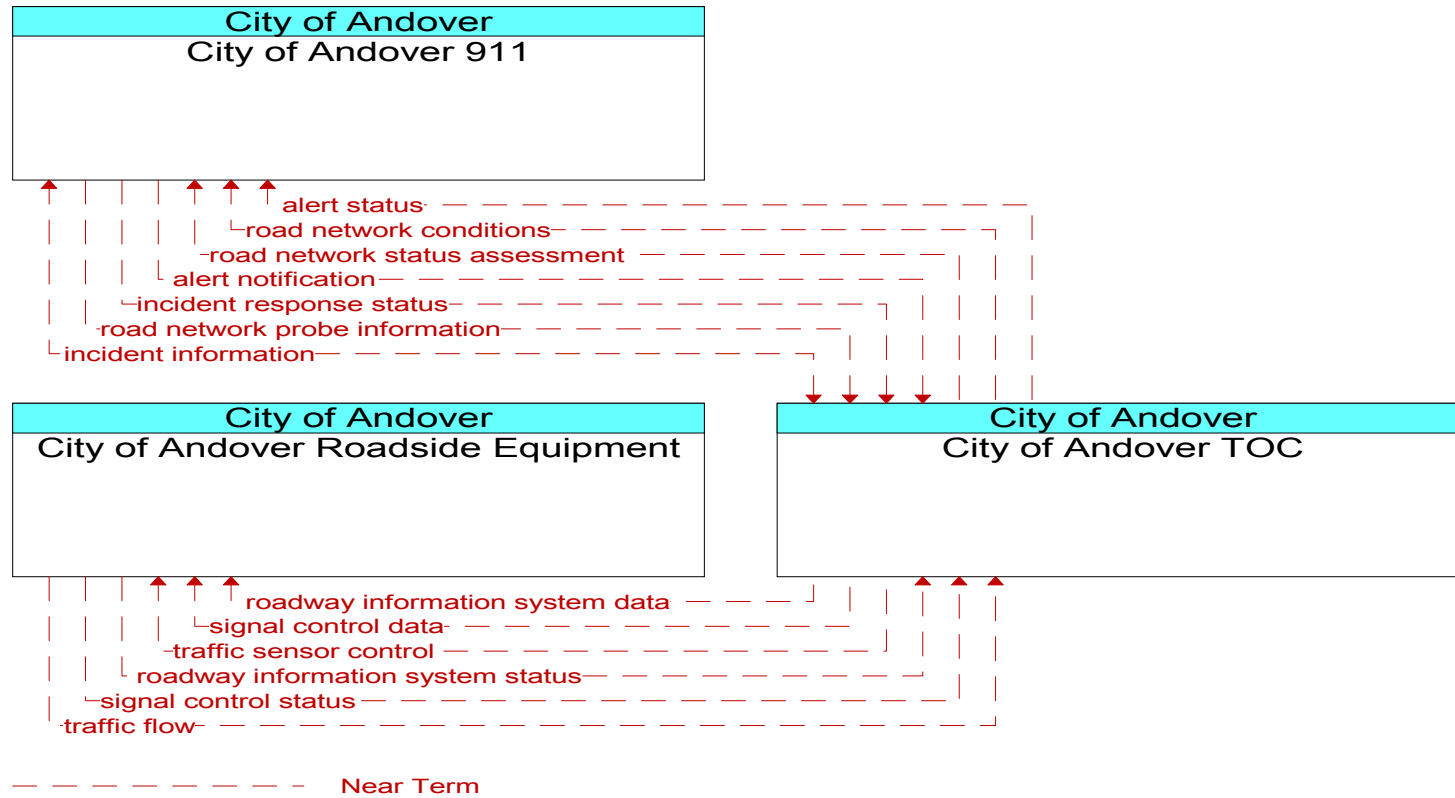 City of Andover
City of Andover 911
alert status
road network conditions
road network status assessment
alert notification
incident response status
road network probe information
incident information
City of Andover
City of Andover Roadside Equipment
City of Andover
City of Andover TOC
roadway information system data
signal control data
traffic sensor control
roadway information system status
signal control status
traffic flow
Near Term